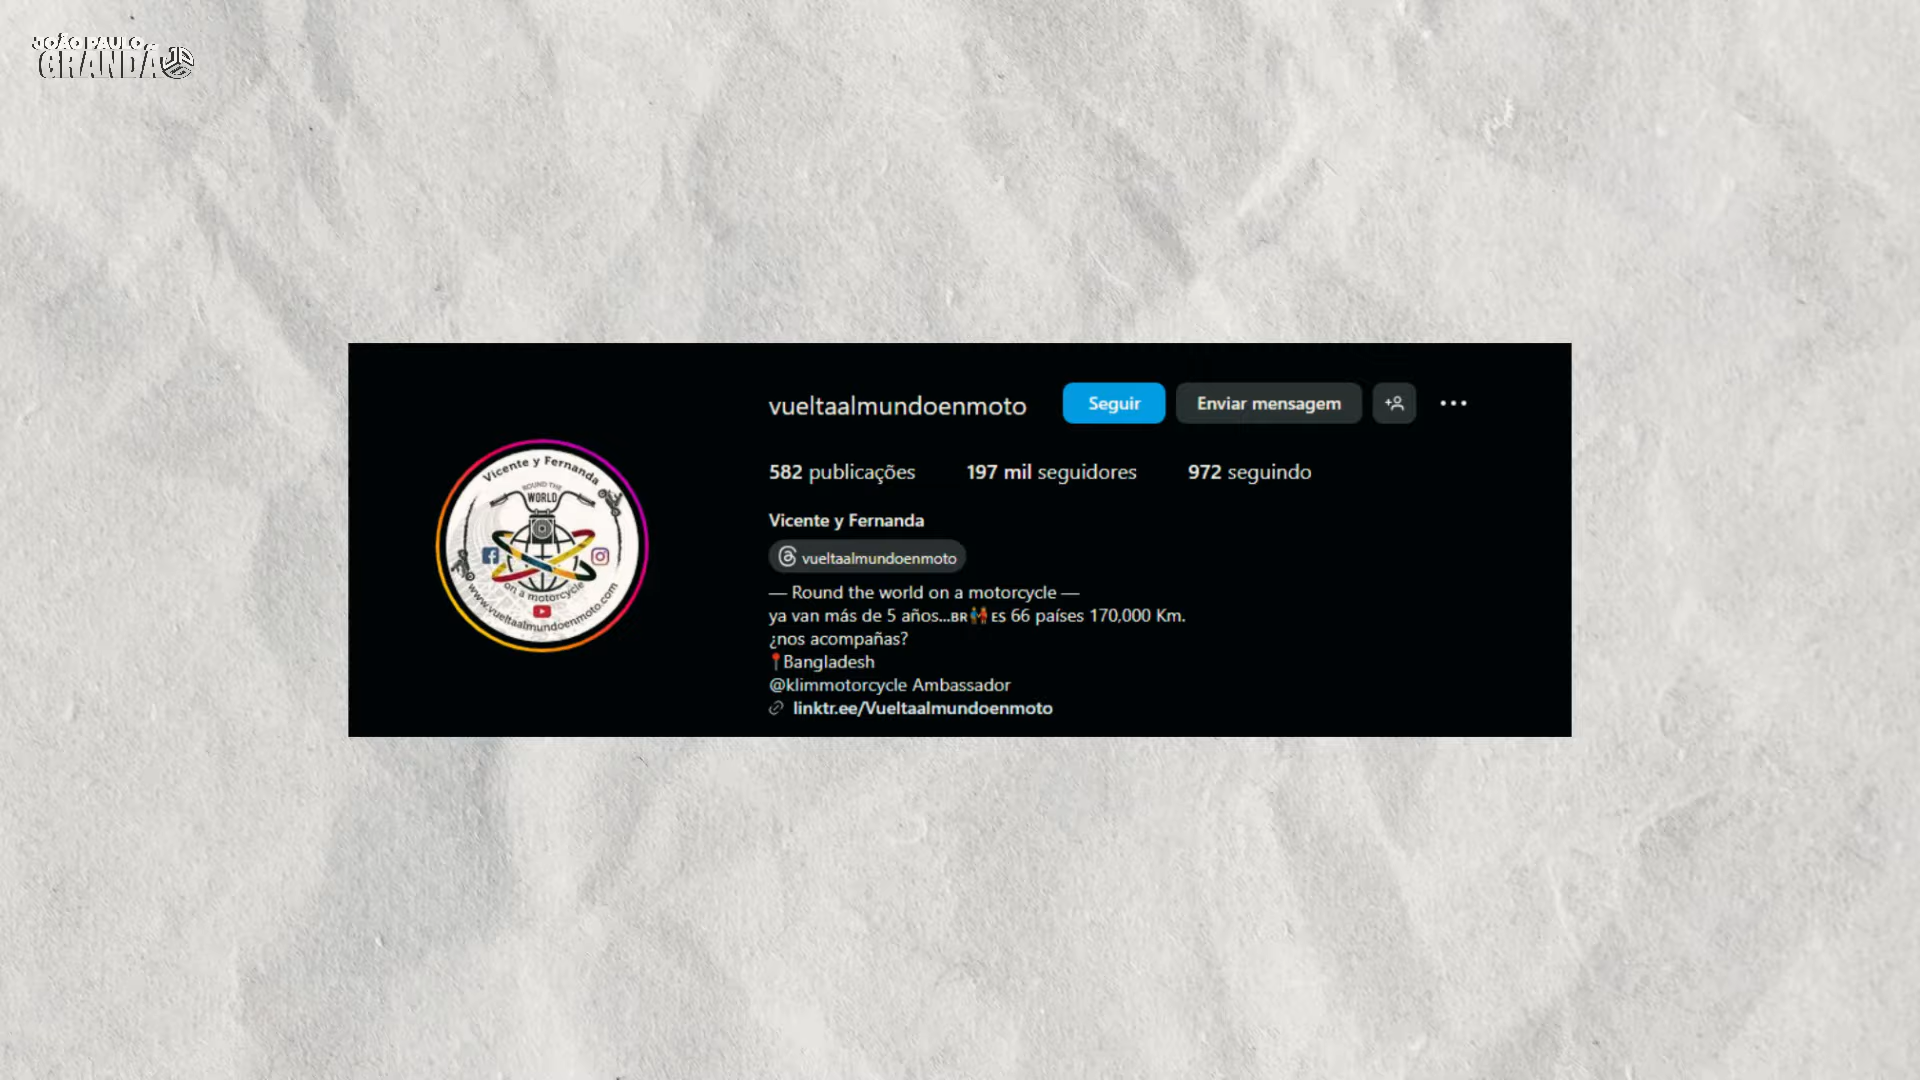 JOÃO PAULO
GRANDA
vueltaalmundoenmoto
Seguir
Enviar mensagem
582 publicações
197 mil seguidores
972 seguindo
Vicente y Fernanda
vueltaalmundoenmoto
— Round the world on a motorcycle —
ya van más de 5 años...BR👫ES 66 países 170,000 Km.
¿nos acompañas?
📍Bangladesh
@klimmotorcycle Ambassador
linktr.ee/Vueltaalmundoenmoto
Vicente y Fernanda
ROUND THE
WORLD
on a motorcycle
www.vueltaalmundoenmoto.com